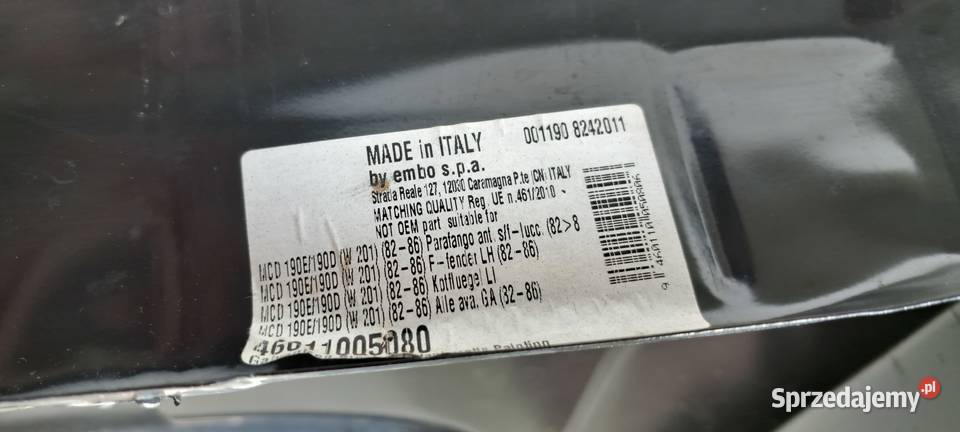 MADE in ITALY
001190 8242011
by embo s.p.a.
Strada Reale 127, 12030 Caramagna P.te (CN) ITALY
MATCHING QUALITY Reg. UE n.461/2010 -
NOT OEM part suitable for
MCD 190E/190D (W 201) (82-86) Parafango ant. s/f-lucc. (82>8
MCD 190E/190D (W 201) (82-86) F-fender LH (82-86)
MCD 190E/190D (W 201) (82-86) Kotfluegel LI
MCD 190E/190D (W 201) (82-86) Aile ava. GA (82-86)
Painting
Sprzedajemy.pl